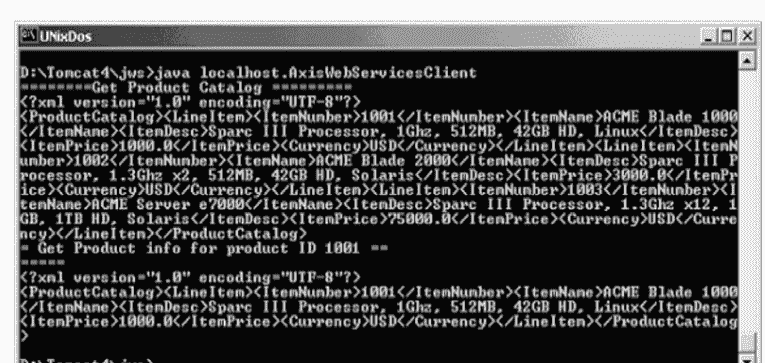 UNixDos
D:\Tomcat4\jws>java localhost.AxisWebServicesClient
========Get Product Catalog =========
<?xml version="1.0" encoding="UTF-8"?>
<ProductCatalog><LineItem><ItemNumber>1001</ItemNumber><ItemName>ACME Blade 1000
</ItemName><ItemDesc>Sparc III Processor, 1Ghz, 512MB, 42GB HD, Linux</ItemDesc>
<ItemPrice>1000.0</ItemPrice><Currency>USD</Currency></LineItem><LineItem><ItemN
umber>1002</ItemNumber><ItemName>ACME Blade 2000</ItemName><ItemDesc>Sparc III P
rocessor, 1.3Ghz x2, 512MB, 42GB HD, Solaris</ItemDesc><ItemPrice>3000.0</ItemPr
ice><Currency>USD</Currency></LineItem><LineItem><ItemNumber>1003</ItemNumber><I
temName>ACME Server e7000</ItemName><ItemDesc>Sparc III Processor, 1.3Ghz x12, 1
GB, 1TB HD, Solaris</ItemDesc><ItemPrice>75000.0</ItemPrice><Currency>USD</Curre
ncy></LineItem></ProductCatalog>
= Get Product info for product ID 1001 ==
=====
<?xml version="1.0" encoding="UTF-8"?>
<ProductCatalog><LineItem><ItemNumber>1001</ItemNumber><ItemName>ACME Blade 1000
</ItemName><ItemDesc>Sparc III Processor, 1Ghz, 512MB, 42GB HD, Linux</ItemDesc>
<ItemPrice>1000.0</ItemPrice><Currency>USD</Currency></LineItem></ProductCatalog
>
D:\Tomcat4\jws>